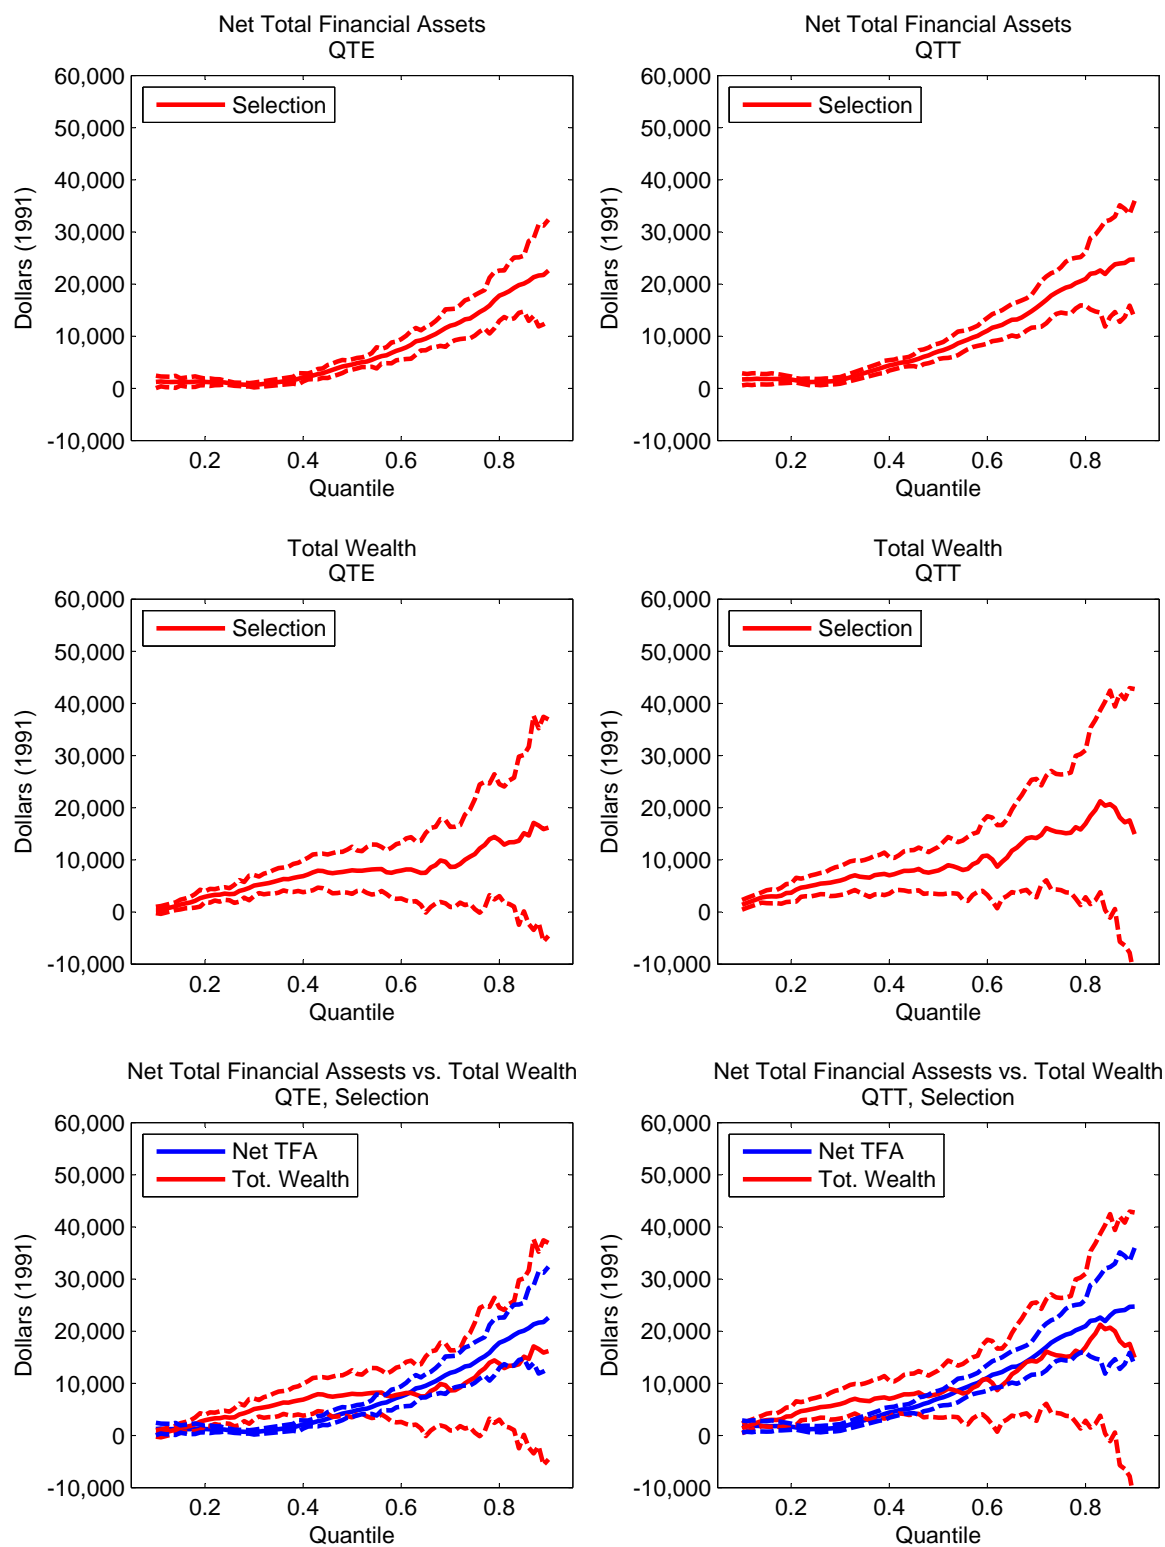 Net Total Financial Assets
QTE
60,000
50,000
40,000
30,000
20,000
10,000
0
-10,000
Dollars (1991)
Selection
0.2 0.4 0.6 0.8
Quantile
Net Total Financial Assets
QTT
60,000
50,000
40,000
30,000
20,000
10,000
0
-10,000
Dollars (1991)
Selection
0.2 0.4 0.6 0.8
Quantile
Total Wealth
QTE
60,000
50,000
40,000
30,000
20,000
10,000
0
-10,000
Dollars (1991)
Selection
0.2 0.4 0.6 0.8
Quantile
Total Wealth
QTT
60,000
50,000
40,000
30,000
20,000
10,000
0
-10,000
Dollars (1991)
Selection
0.2 0.4 0.6 0.8
Quantile
Net Total Financial Assests vs. Total Wealth
QTE, Selection
60,000
50,000
40,000
30,000
20,000
10,000
0
-10,000
Dollars (1991)
Net TFA
Tot. Wealth
0.2 0.4 0.6 0.8
Quantile
Net Total Financial Assests vs. Total Wealth
QTT, Selection
60,000
50,000
40,000
30,000
20,000
10,000
0
-10,000
Dollars (1991)
Net TFA
Tot. Wealth
0.2 0.4 0.6 0.8
Quantile